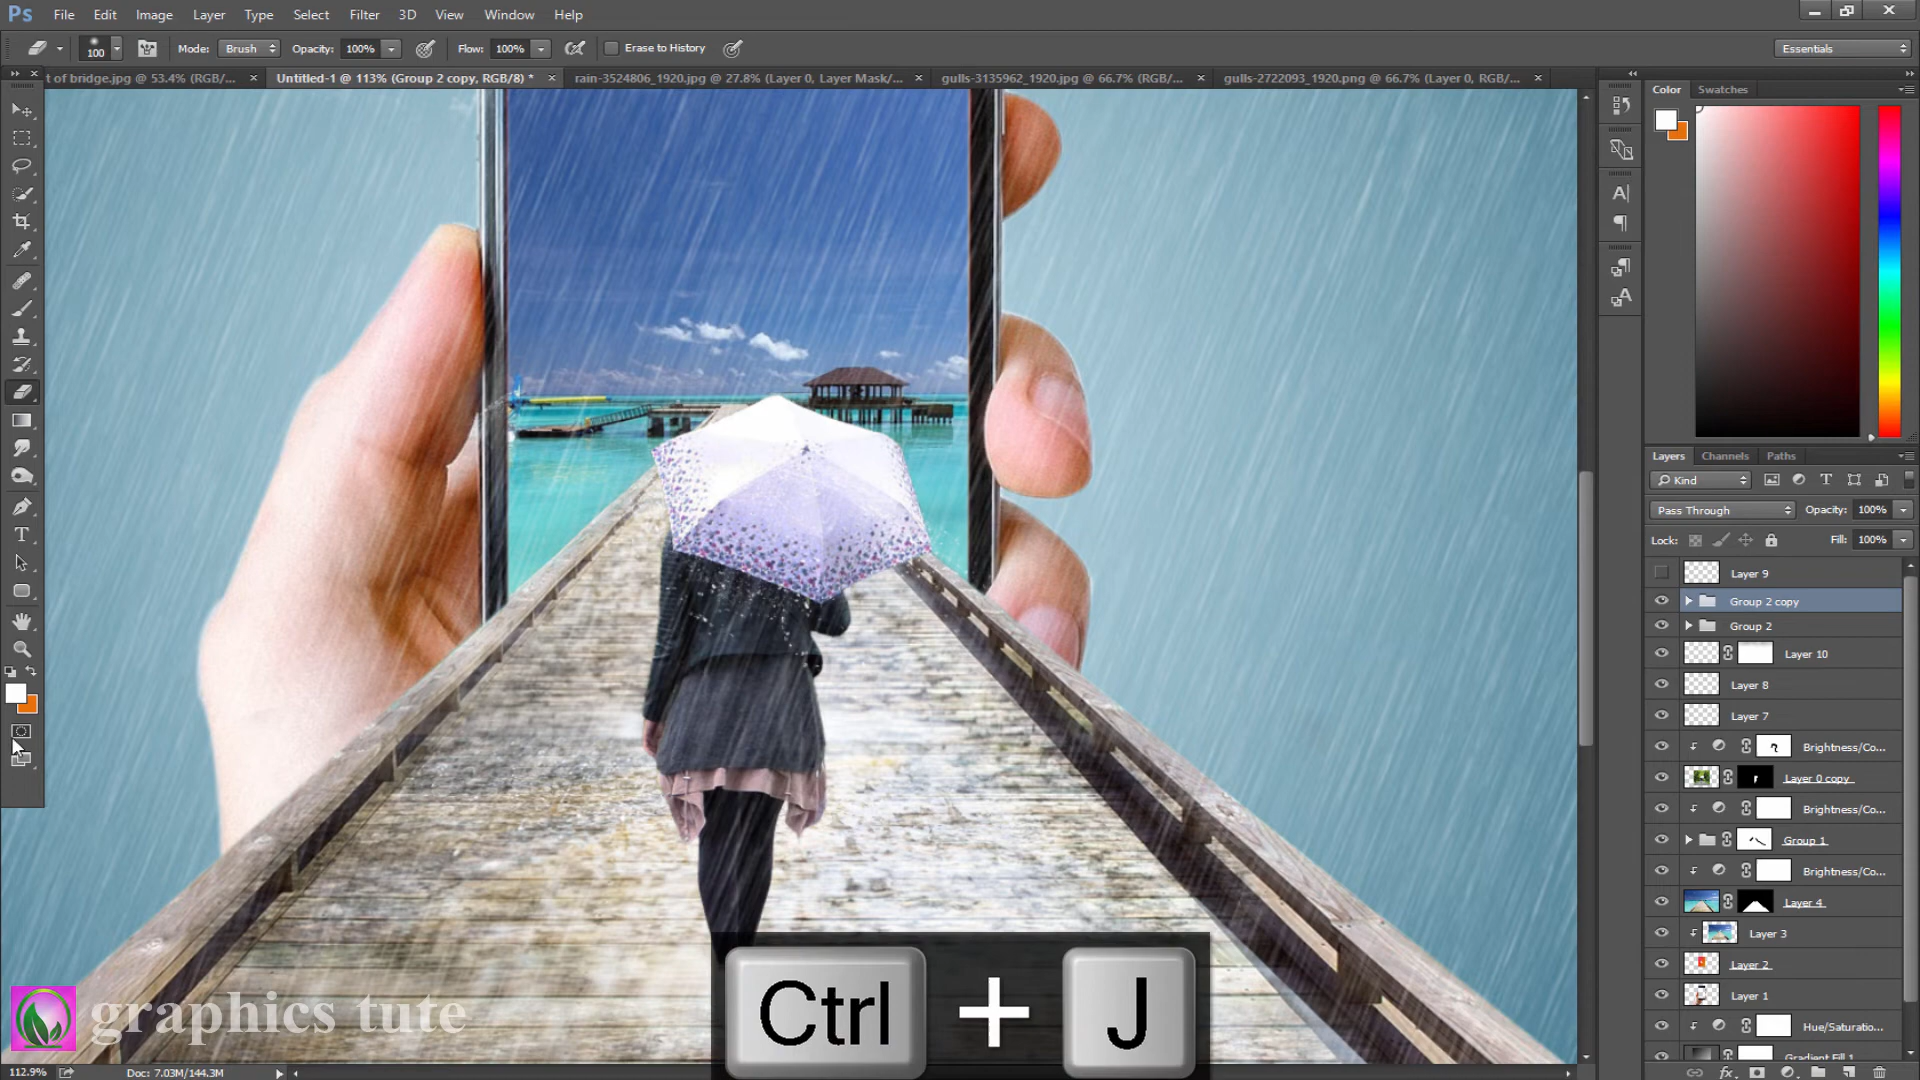 Ps File Edit Image Layer Type Select Filter 3D View Window Help
100 Mode: Brush Opacity: 100% Flow: 100% Erase to History Essentials
t of bridge.jpg @ 53.4% (RGB/... Untitled-1 @ 113% (Group 2 copy, RGB/8) * rain-3524806_1920.jpg @ 27.8% (Layer 0, Layer Mask/... gulls-3135962_1920.jpg @ 66.7% (RGB/... gulls-2722093_1920.png @ 66.7% (Layer 0, RGB/...
Color Swatches
Layers Channels Paths
Kind
Pass Through Opacity: 100%
Lock: Fill: 100%
Layer 9
Group 2 copy
Group 2
Layer 10
Layer 8
Layer 7
Brightness/Co...
Layer 0 copy
Brightness/Co...
Group 1
Brightness/Co...
Layer 4
Layer 3
Layer 2
Layer 1
Hue/Saturatio...
Gradient Fill 1
graphics tute
Ctrl + J
112.9% Doc: 7.03M/144.3M